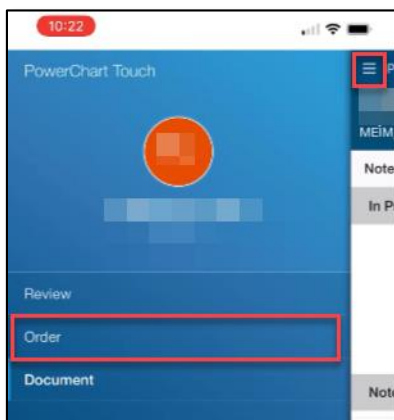 10:22
PowerChart Touch
MEIM
Note
In P
Review
Order
Document
Note